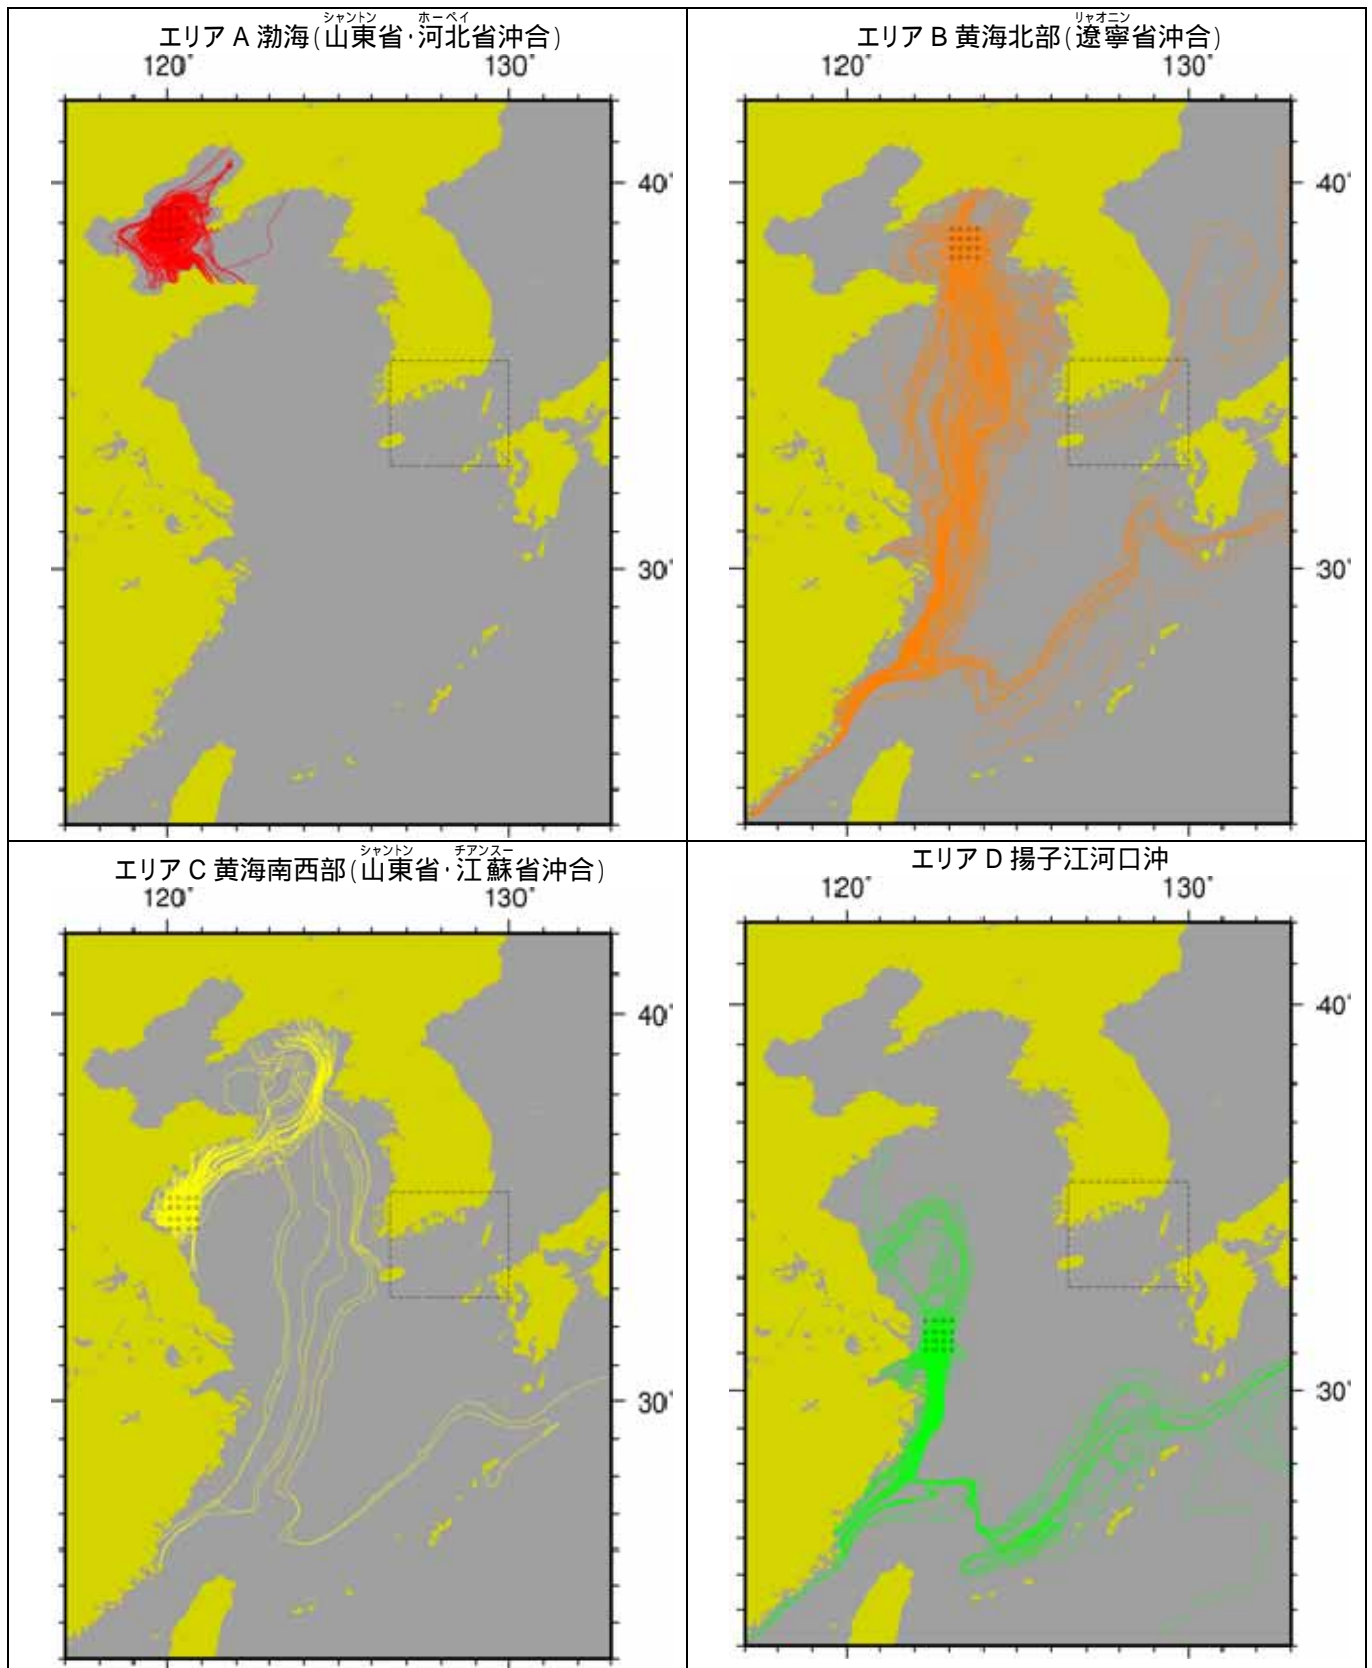 シャントン ホーペイ
エリア A 渤海(山東省・河北省沖合)
120°
40°
リャオニン
エリア B 黄海北部(遼寧省沖合)
120° 130°
40°
30°
30°
シャントン チアンスー
エリア C 黄海南西部(山東省・江蘇省沖合)
120° 130°
40°
30°
エリア D 揚子江河口沖
120° 130°
40°
30°